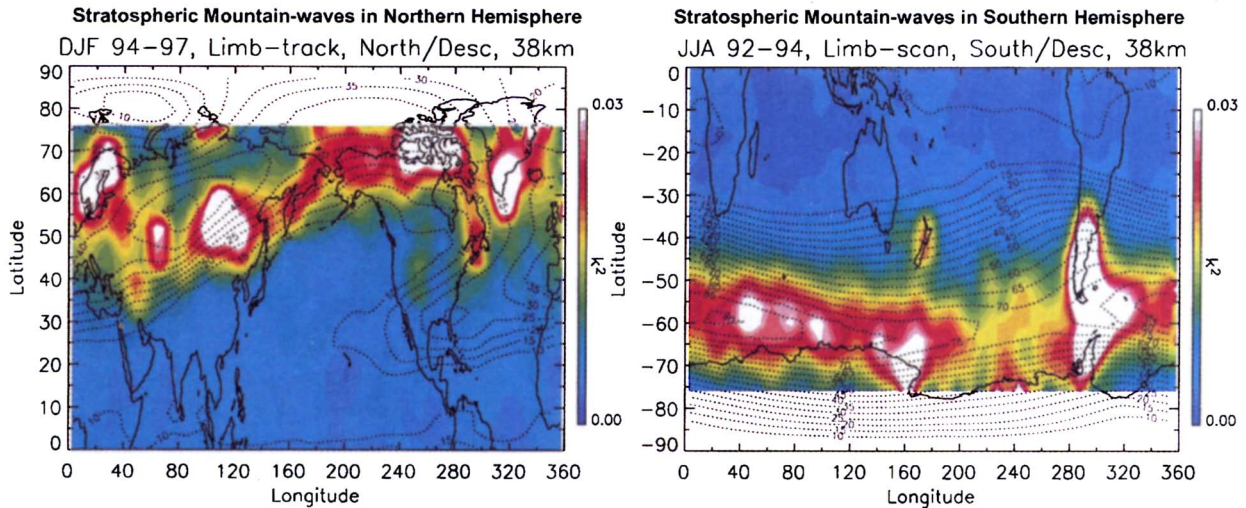 Stratospheric Mountain-waves in Northern Hemisphere
DJF 94-97, Limb-track, North/Desc, 38km
90
80
70
60
50
40
30
20
10
0
Latitude
0 40 80 120 160 200 240 280 320 360
Longitude
0.03
k²
0.00
Stratospheric Mountain-waves in Southern Hemisphere
JJA 92-94, Limb-scan, South/Desc, 38km
0
-10
-20
-30
-40
-50
-60
-70
-80
-90
Latitude
0 40 80 120 160 200 240 280 320 360
Longitude
0.03
k²
0.00